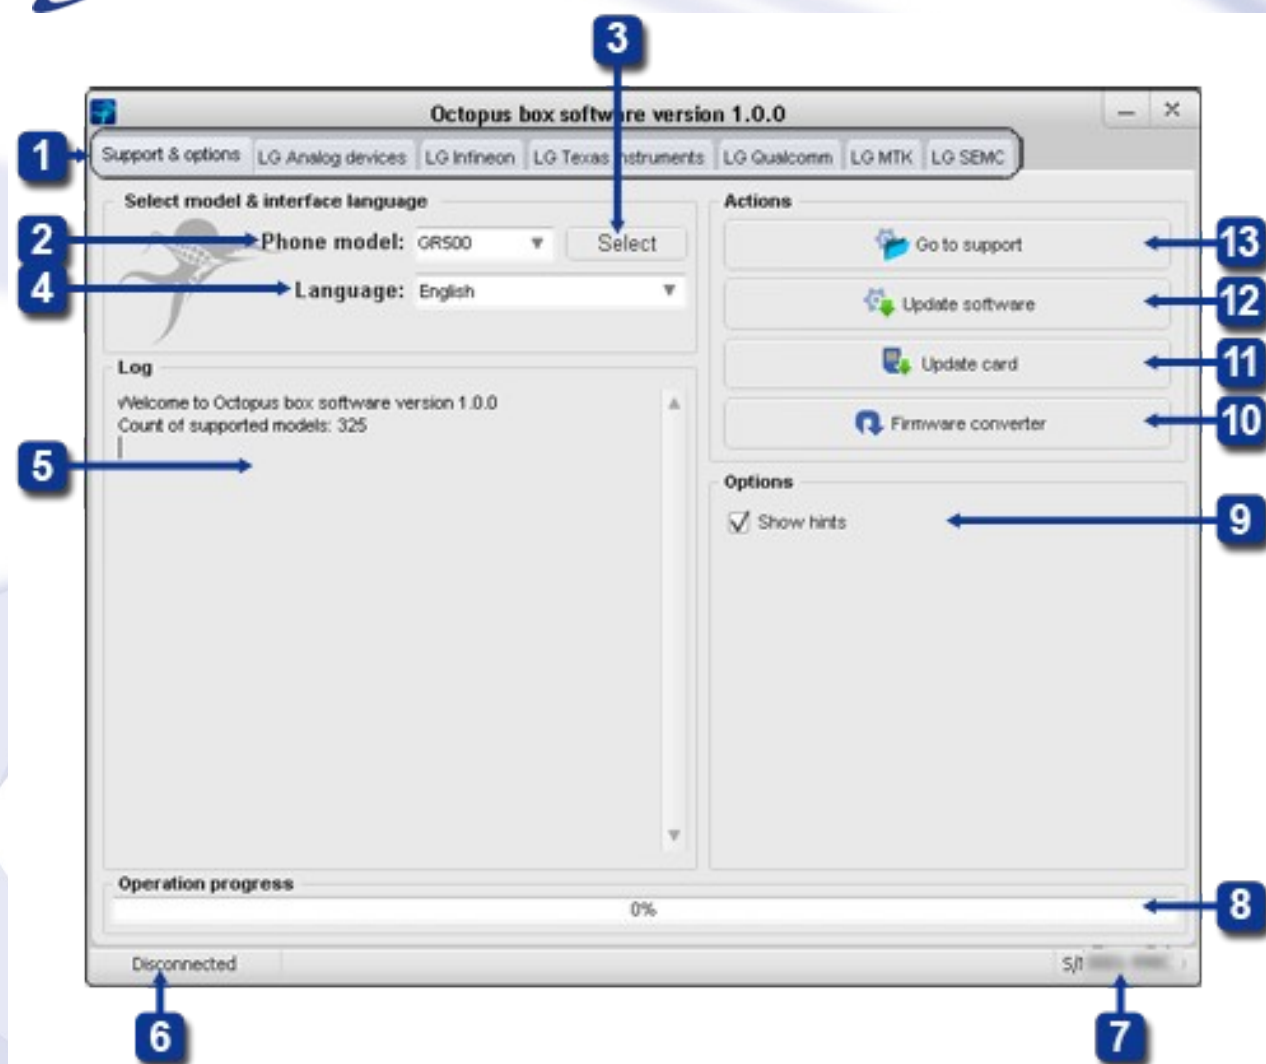 3
Octopus box software version 1.0.0
1
Support & options LG Analog devices LG Infineon LG Texas Instruments LG Qualcomm LG MTK LG SEMC
Select model & interface language
Actions
2
Phone model: GR500 Select
Go to support
13
4
Language: English
Update software
12
Log
Update card
11
Welcome to Octopus box software version 1.0.0
Count of supported models: 325
Firmware converter
10
5
Options
Show hints
9
Operation progress
0%
8
Disconnected
6
7